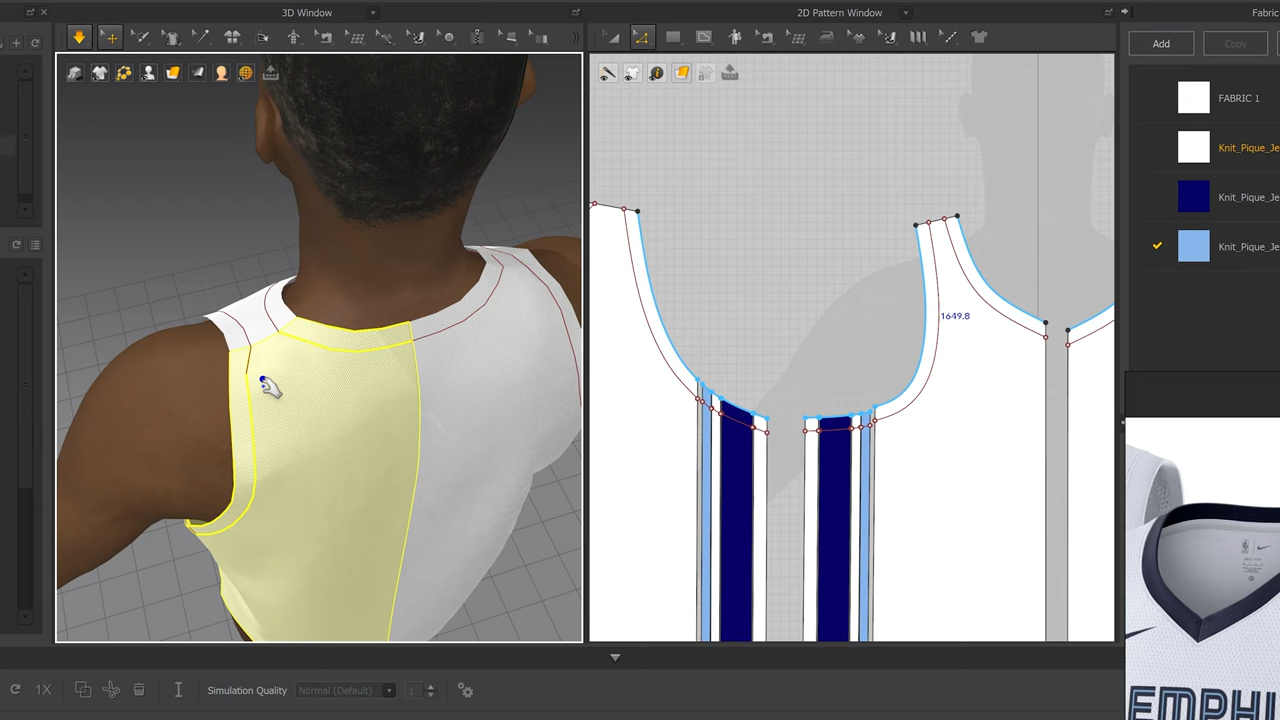 3D Window
2D Pattern Window
Fabric
Add
Copy
FABRIC 1
Knit_Pique_Je
Knit_Pique_Je
Knit_Pique_Je
1649.8
EMPHI
1X
Simulation Quality
Normal (Default)
1